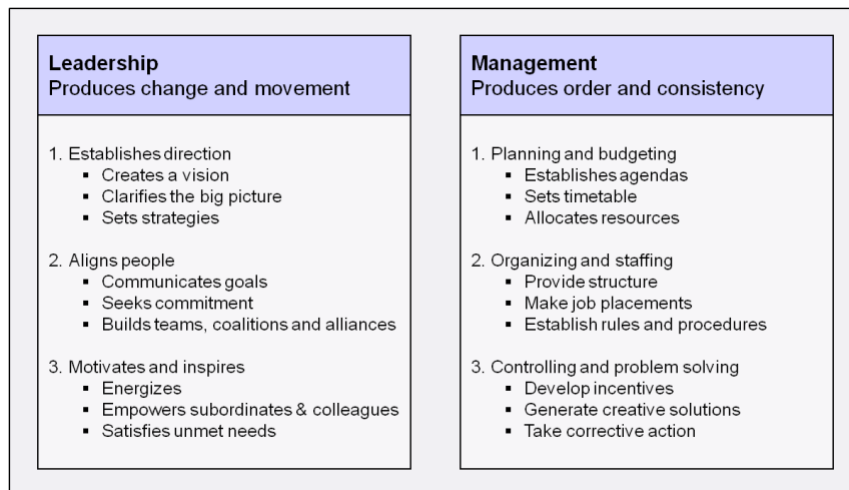 Leadership
Produces change and movement
1. Establishes direction
▪ Creates a vision
▪ Clarifies the big picture
▪ Sets strategies
2. Aligns people
▪ Communicates goals
▪ Seeks commitment
▪ Builds teams, coalitions and alliances
3. Motivates and inspires
▪ Energizes
▪ Empowers subordinates & colleagues
▪ Satisfies unmet needs
Management
Produces order and consistency
1. Planning and budgeting
▪ Establishes agendas
▪ Sets timetable
▪ Allocates resources
2. Organizing and staffing
▪ Provide structure
▪ Make job placements
▪ Establish rules and procedures
3. Controlling and problem solving
▪ Develop incentives
▪ Generate creative solutions
▪ Take corrective action